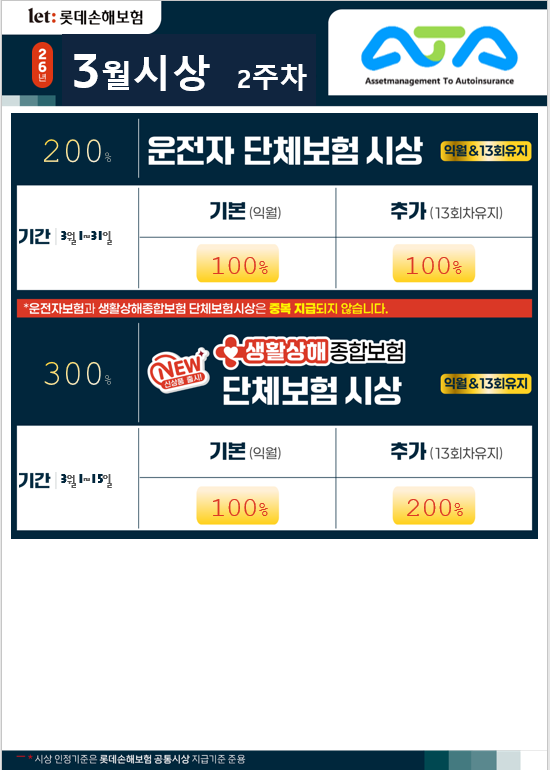 let: 롯데손해보험
26년
3월시상 2주차
ATA
Assetmanagement To Autoinsurance
200% 운전자 단체보험 시상 익월&13회유지
기본 (익월) 추가 (13회차유지)
기간 3월 1~31일
100% 100%
*운전자보험과 생활상해종합보험 단체보험시상은 중복 지급되지 않습니다.
NEW 신상품 출시! 생활상해종합보험
300% 단체보험 시상 익월&13회유지
기본 (익월) 추가 (13회차유지)
기간 3월 1~15일
100% 200%
* 시상 인정기준은 롯데손해보험 공통시상 지급기준 준용